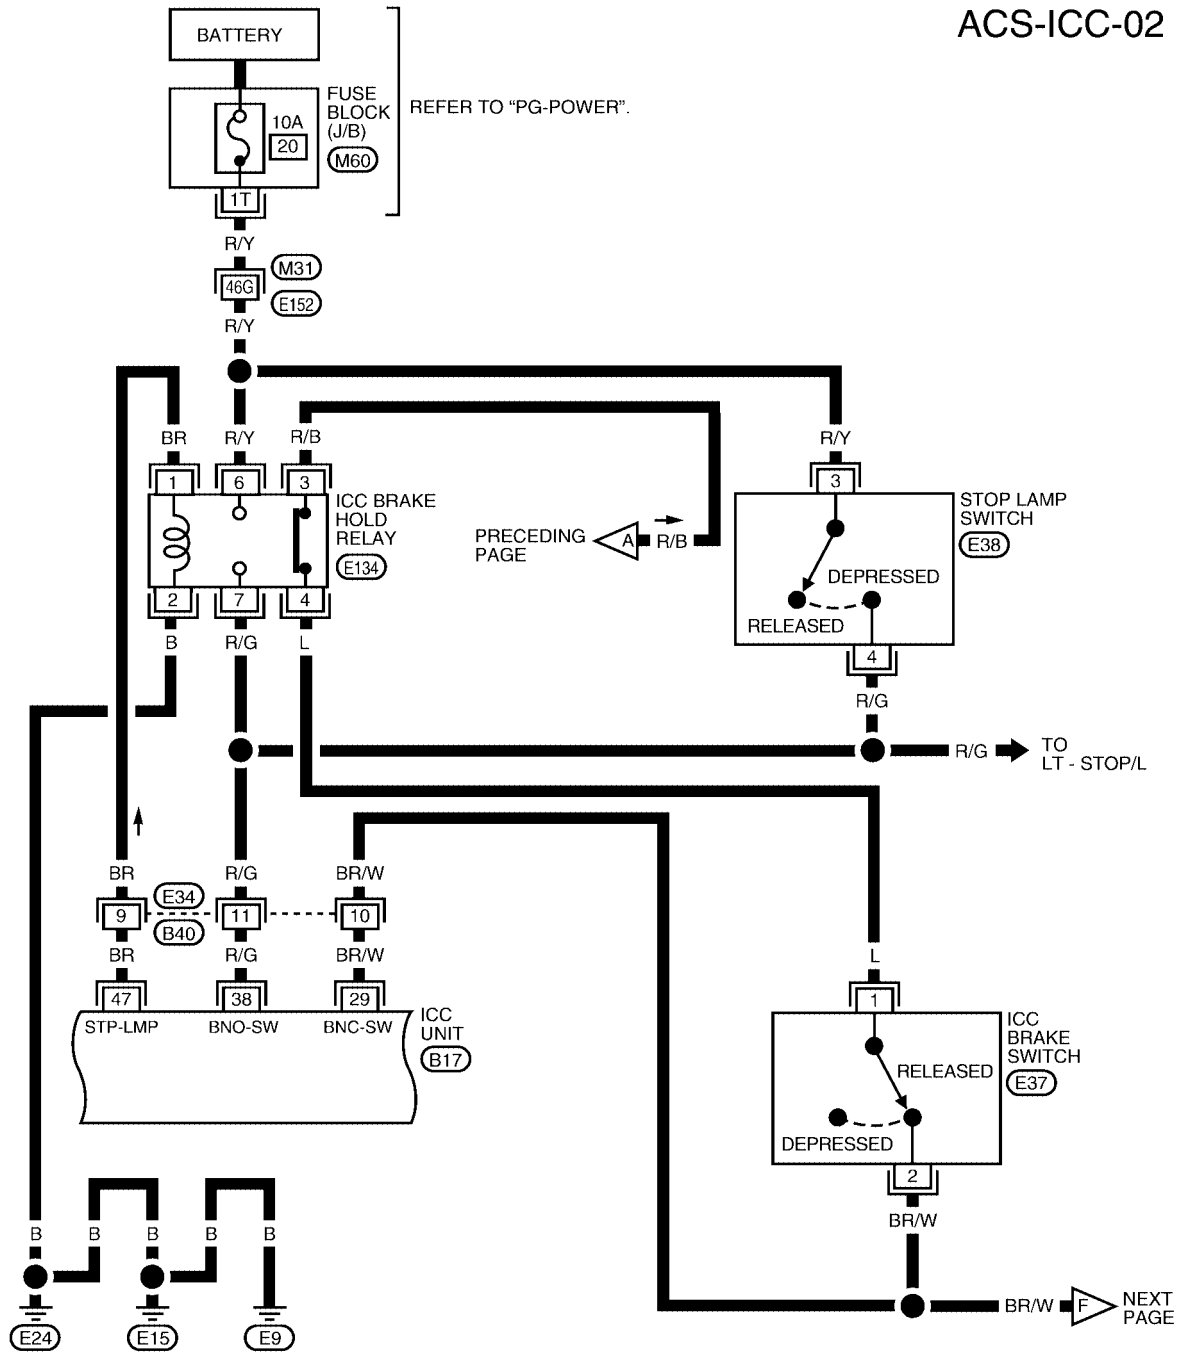 ACS-ICC-02
BATTERY
FUSE
BLOCK
(J/B)
M60
10A
20
REFER TO “PG-POWER”.
1T
R/Y
M31
46G
E152
R/Y
BR
R/Y
R/B
R/Y
1
6
3
3
ICC BRAKE
HOLD
RELAY
E134
STOP LAMP
SWITCH
E38
PRECEDING
PAGE
A
R/B
DEPRESSED
RELEASED
2
7
4
4
B
R/G
L
R/G
R/G
TO
LT - STOP/L
BR
R/G
BR/W
E34
9
11
10
B40
BR
R/G
BR/W
L
47
38
29
1
STP-LMP
BNO-SW
BNC-SW
ICC
UNIT
B17
ICC
BRAKE
SWITCH
E37
RELEASED
DEPRESSED
2
BR/W
B
B
B
B
B
BR/W
F
NEXT
PAGE
E24
E15
E9